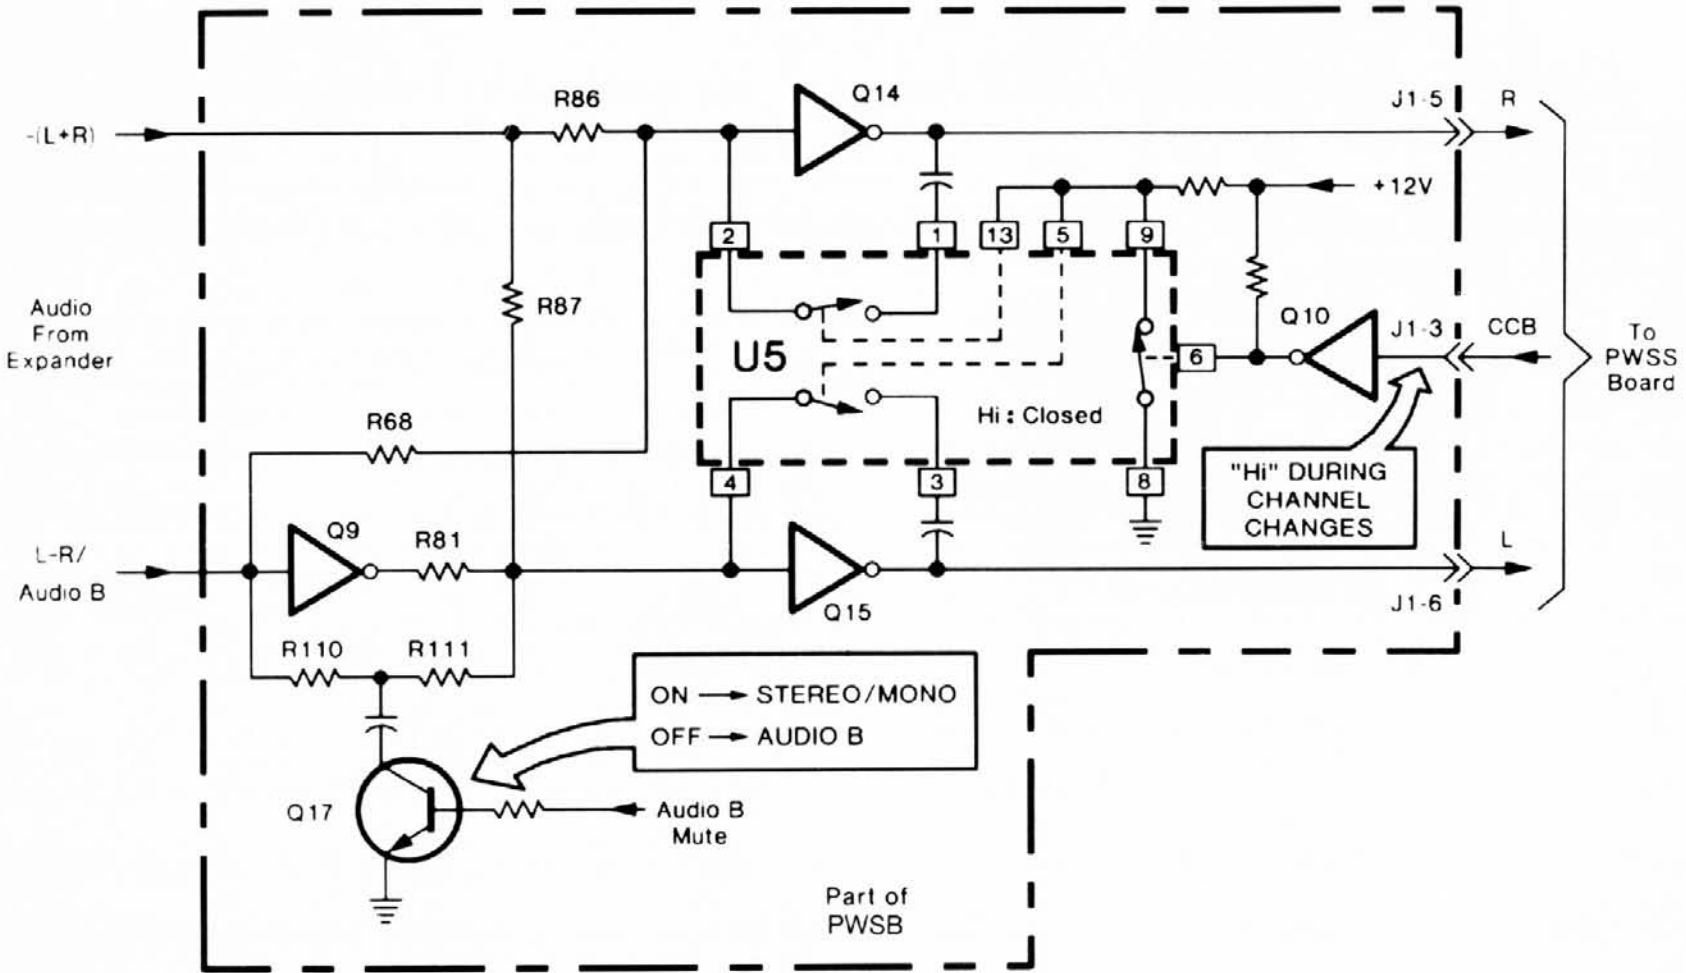 -(L+R)
R86
Q14
J1-5
R
+12V
2
1
13
5
9
R87
U5
Q10
J1-3
CCB
6
Audio
From
Expander
To
PWSS
Board
Hi : Closed
R68
"Hi" DURING
CHANNEL
CHANGES
4
3
8
L-R/
Audio B
Q9
R81
Q15
L
J1-6
R110
R111
ON → STEREO/MONO
OFF → AUDIO B
Q17
Audio B
Mute
Part of
PWSB